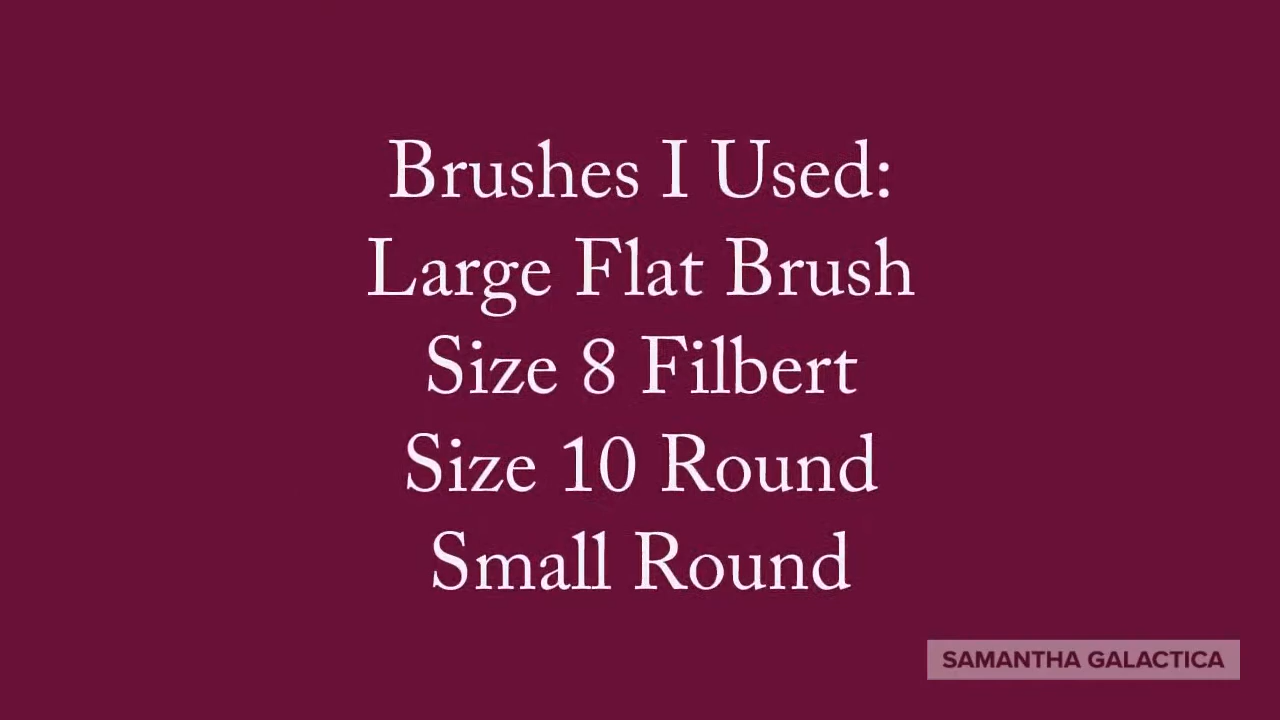 Brushes I Used:
Large Flat Brush
Size 8 Filbert
Size 10 Round
Small Round
SAMANTHA GALACTICA